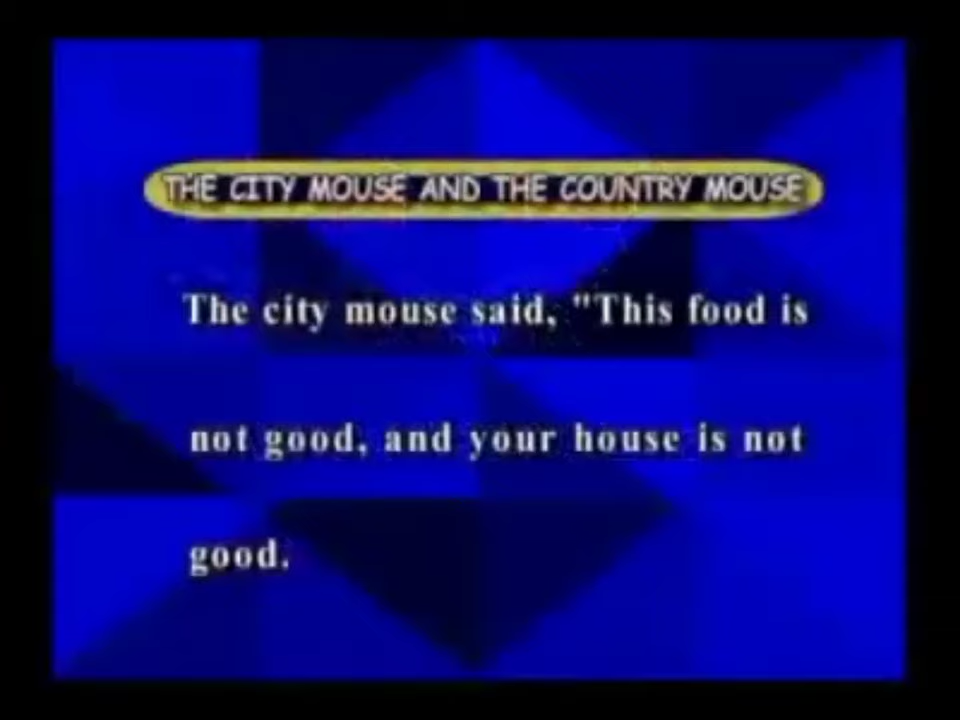 THE CITY MOUSE AND THE COUNTRY MOUSE
The city mouse said, "This food is
not good, and your house is not
good.